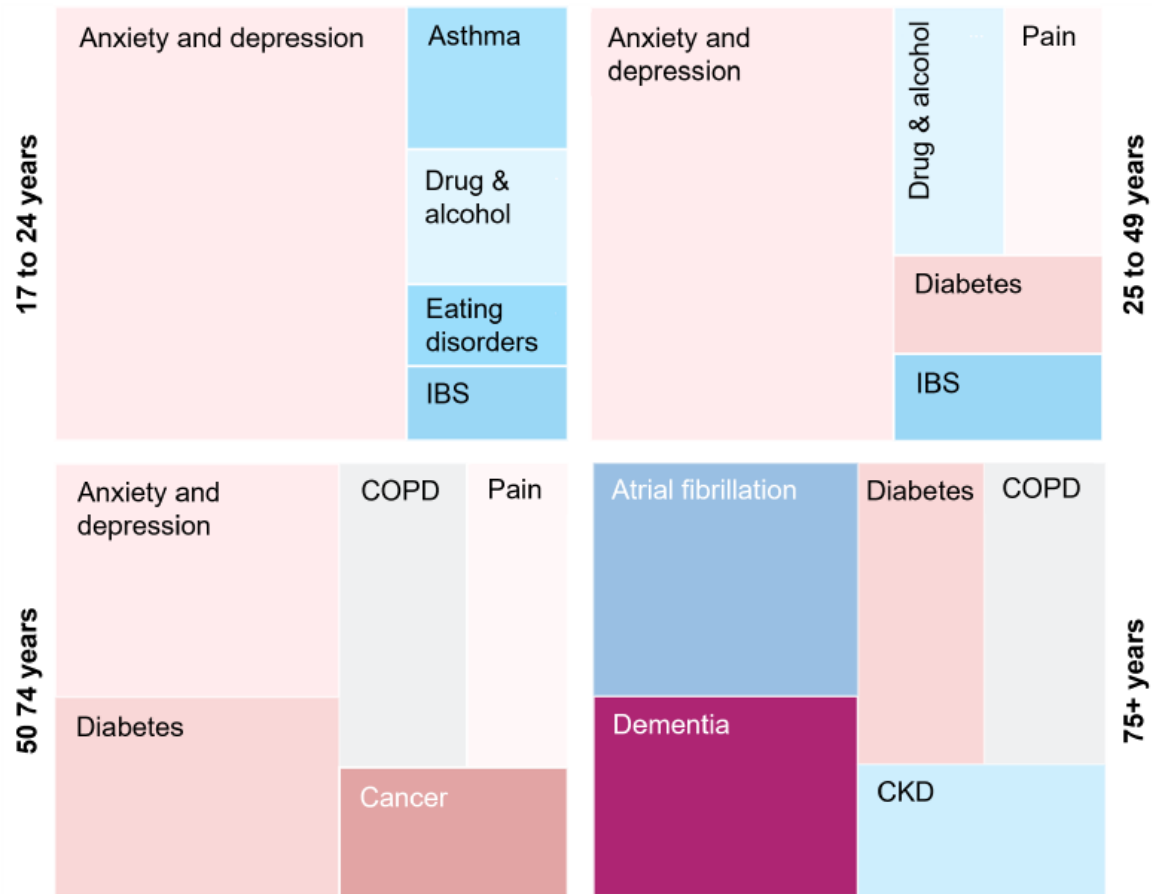 17 to 24 years
Anxiety and depression
Asthma
Drug &
alcohol
Eating
disorders
IBS
Anxiety and
depression
Drug & alcohol
Pain
Diabetes
IBS
25 to 49 years
50 74 years
Anxiety and
depression
COPD
Pain
Diabetes
Cancer
Atrial fibrillation
Diabetes
COPD
Dementia
CKD
75+ years